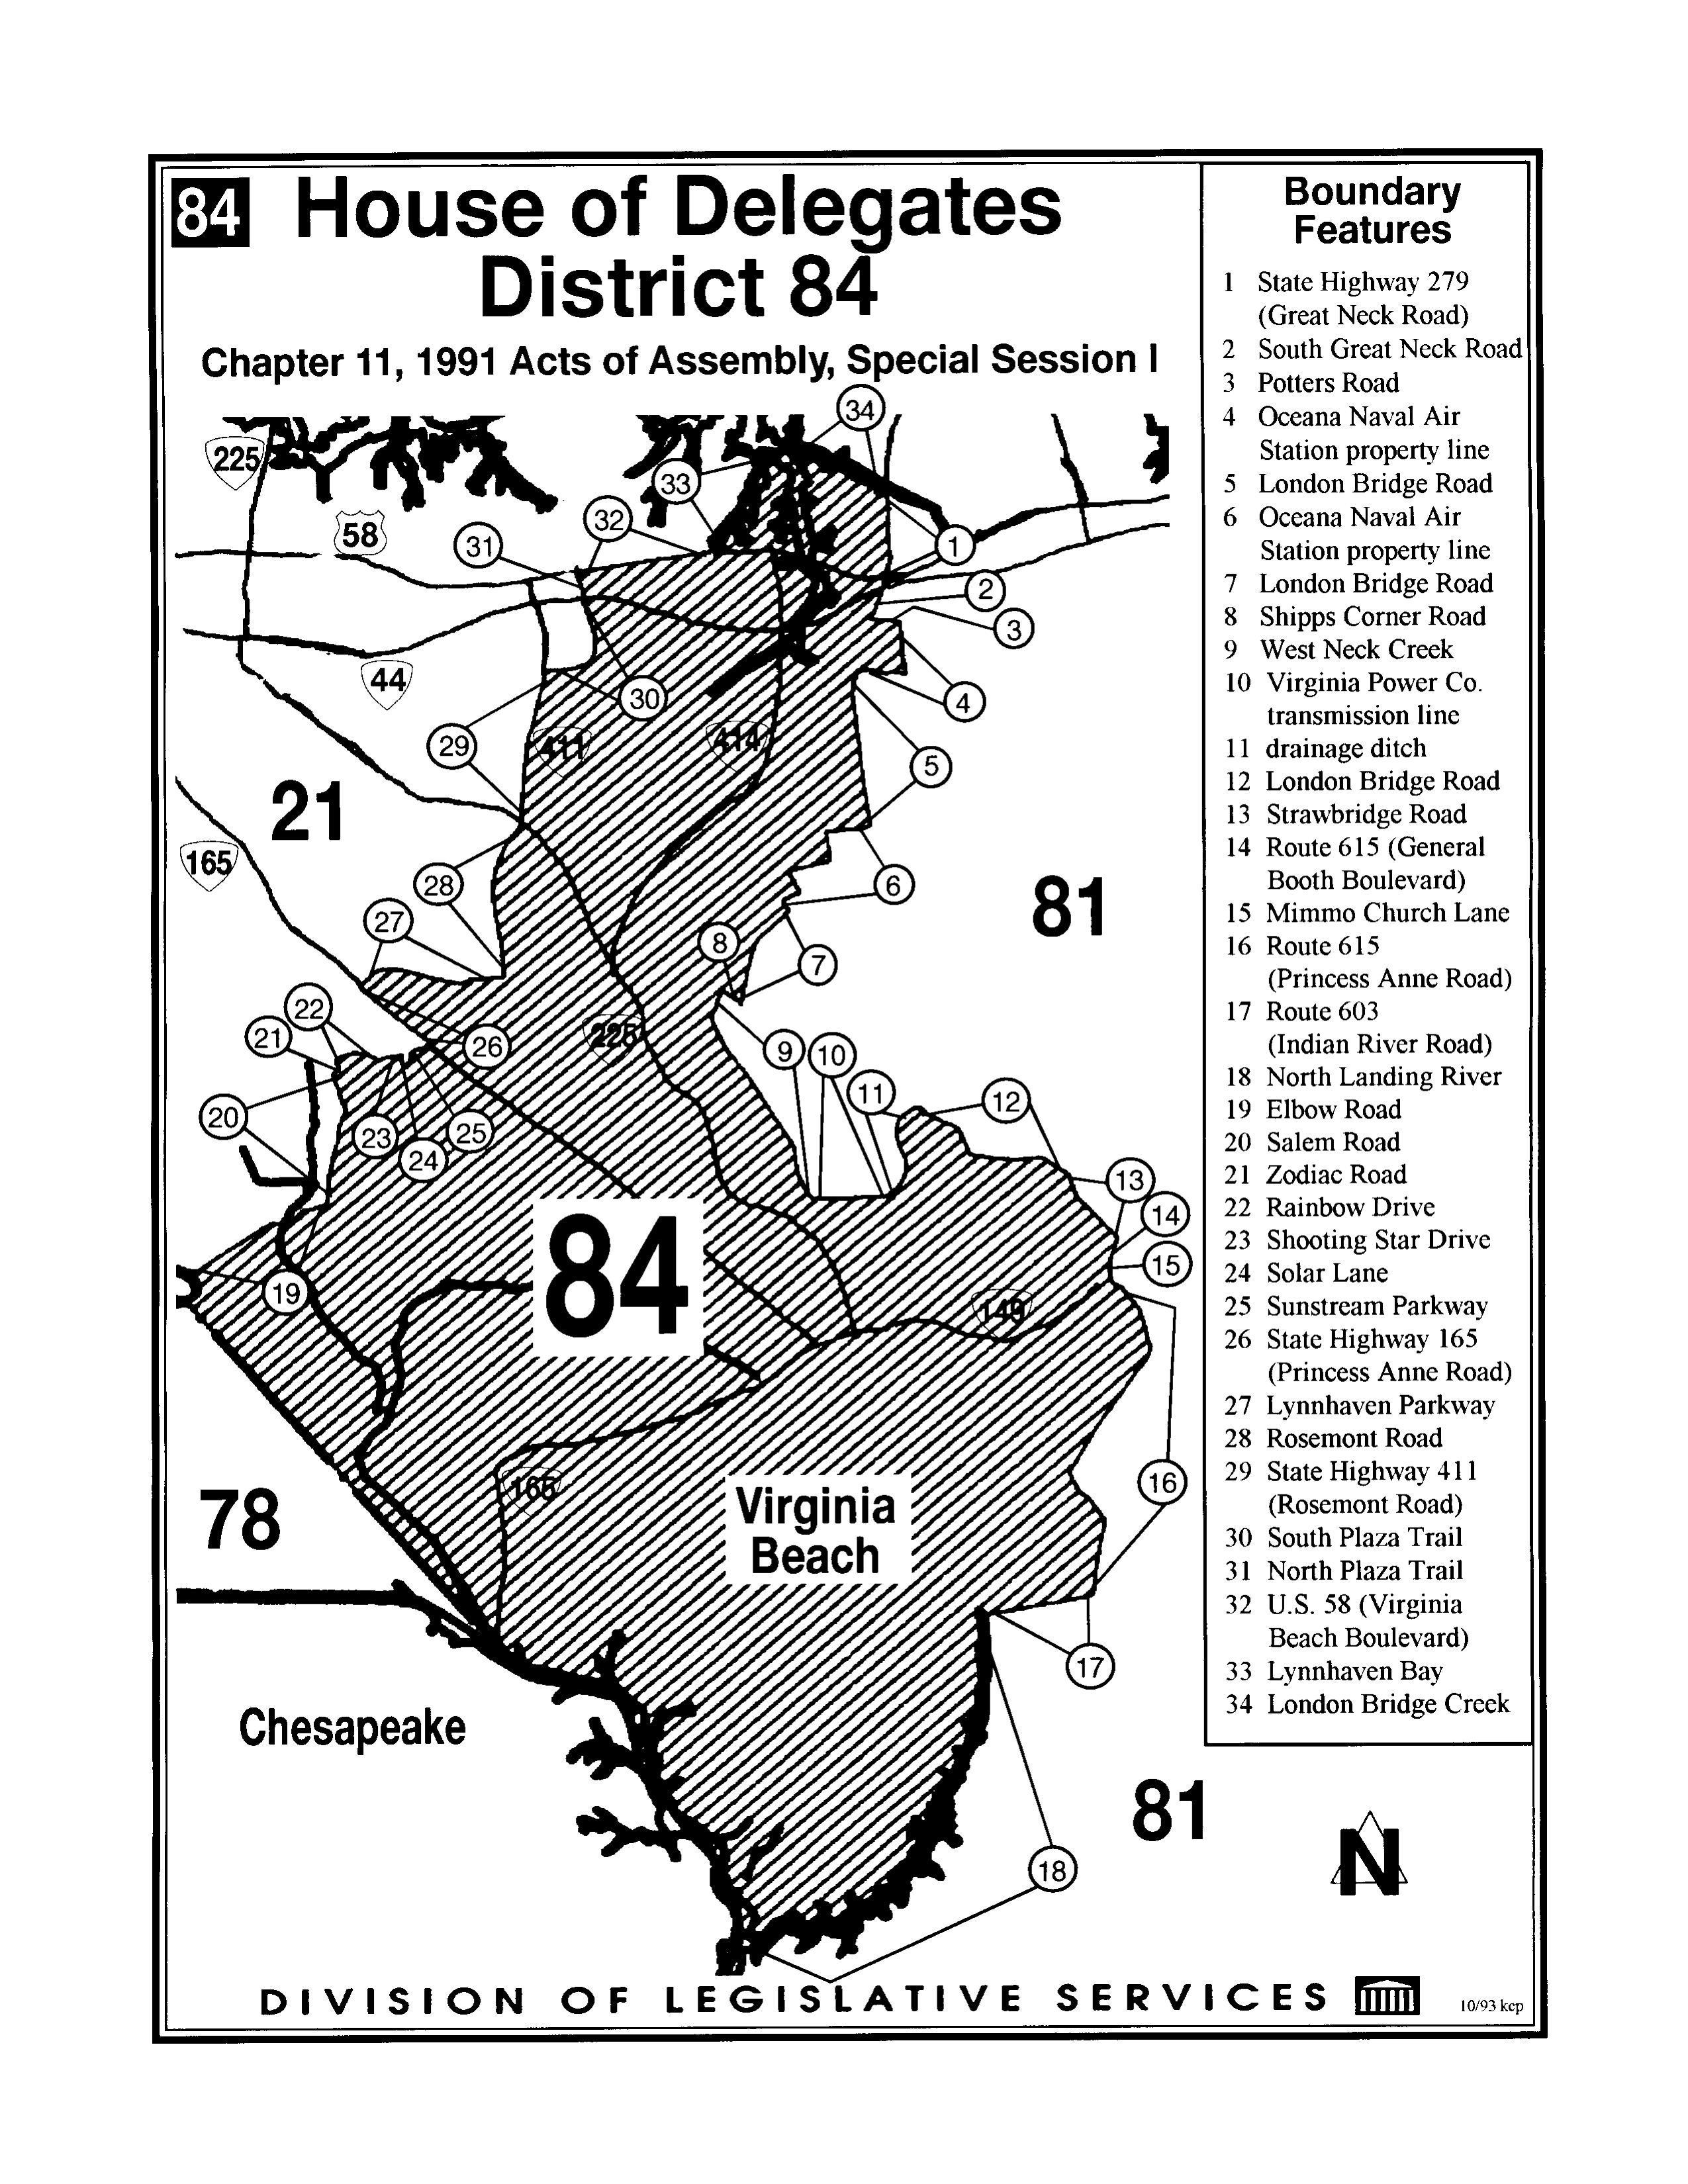 84 House of Delegates
District 84
Chapter 11, 1991 Acts of Assembly, Special Session I
34
225
33
32
58
31
1
2
3
44
30
4
29
411
414
5
21
165
28
6
27
81
8
7
22
21
26
225
9
10
11
12
20
23
25
24
13
14
84
15
19
149
165
16
78
Virginia
Beach
17
Chesapeake
81
18
N
Boundary
Features
1 State Highway 279
(Great Neck Road)
2 South Great Neck Road
3 Potters Road
4 Oceana Naval Air
Station property line
5 London Bridge Road
6 Oceana Naval Air
Station property line
7 London Bridge Road
8 Shipps Corner Road
9 West Neck Creek
10 Virginia Power Co.
transmission line
11 drainage ditch
12 London Bridge Road
13 Strawbridge Road
14 Route 615 (General
Booth Boulevard)
15 Mimmo Church Lane
16 Route 615
(Princess Anne Road)
17 Route 603
(Indian River Road)
18 North Landing River
19 Elbow Road
20 Salem Road
21 Zodiac Road
22 Rainbow Drive
23 Shooting Star Drive
24 Solar Lane
25 Sunstream Parkway
26 State Highway 165
(Princess Anne Road)
27 Lynnhaven Parkway
28 Rosemont Road
29 State Highway 411
(Rosemont Road)
30 South Plaza Trail
31 North Plaza Trail
32 U.S. 58 (Virginia
Beach Boulevard)
33 Lynnhaven Bay
34 London Bridge Creek
DIVISION OF LEGISLATIVE SERVICES
10/93 kcp